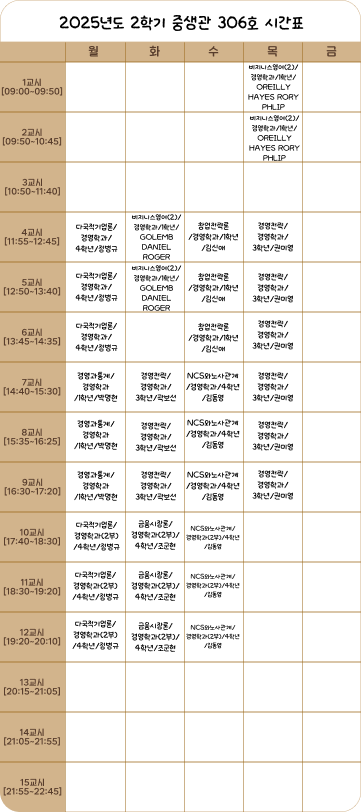 2025년도 2학기 중생관 306호 시간표
월 화 수 목 금
1교시
[09:00~09:50]
비지니스영어(2)/
경영학과/1학년/
OREILLY
HAYES RORY
PHLIP
2교시
[09:50~10:45]
비지니스영어(2)/
경영학과/1학년/
OREILLY
HAYES RORY
PHLIP
3교시
[10:50~11:40]
4교시
[11:55~12:45]
다국적기업론/
경영학과/
4학년/장병규
비지니스영어(2)/
경영학과/1학년/
GOLEMB
DANIEL
ROGER
창업전략론
/경영학과/1학년
/김신애
경영전략/
경영학과/
3학년/권미영
5교시
[12:50~13:40]
다국적기업론/
경영학과/
4학년/장병규
비지니스영어(2)/
경영학과/1학년/
GOLEMB
DANIEL
ROGER
창업전략론
/경영학과/1학년
/김신애
경영전략/
경영학과/
3학년/권미영
6교시
[13:45~14:35]
다국적기업론/
경영학과/
4학년/장병규
창업전략론
/경영학과/1학년
/김신애
경영전략/
경영학과/
3학년/권미영
7교시
[14:40~15:30]
경영과통계/
경영학과
/1학년/박명현
경영전략/
경영학과/
3학년/곽보선
NCS와노사관계
/경영학과/4학년
/김동영
경영전략/
경영학과/
3학년/권미영
8교시
[15:35~16:25]
경영과통계/
경영학과
/1학년/박명현
경영전략/
경영학과/
3학년/곽보선
NCS와노사관계
/경영학과/4학년
/김동영
경영전략/
경영학과/
3학년/권미영
9교시
[16:30~17:20]
경영과통계/
경영학과
/1학년/박명현
경영전략/
경영학과/
3학년/곽보선
NCS와노사관계
/경영학과/4학년
/김동영
경영전략/
경영학과/
3학년/권미영
10교시
[17:40~18:30]
다국적기업론/
경영학과(2부)
/4학년/장병규
금융시장론/
경영학과(2부)/
4학년/조군현
NCS와노사관계/
경영학과(2부)/4학년
/김동영
11교시
[18:30~19:20]
다국적기업론/
경영학과(2부)
/4학년/장병규
금융시장론/
경영학과(2부)/
4학년/조군현
NCS와노사관계/
경영학과(2부)/4학년
/김동영
12교시
[19:20~20:10]
다국적기업론/
경영학과(2부)
/4학년/장병규
금융시장론/
경영학과(2부)/
4학년/조군현
NCS와노사관계/
경영학과(2부)/4학년
/김동영
13교시
[20:15~21:05]
14교시
[21:05~21:55]
15교시
[21:55~22:45]